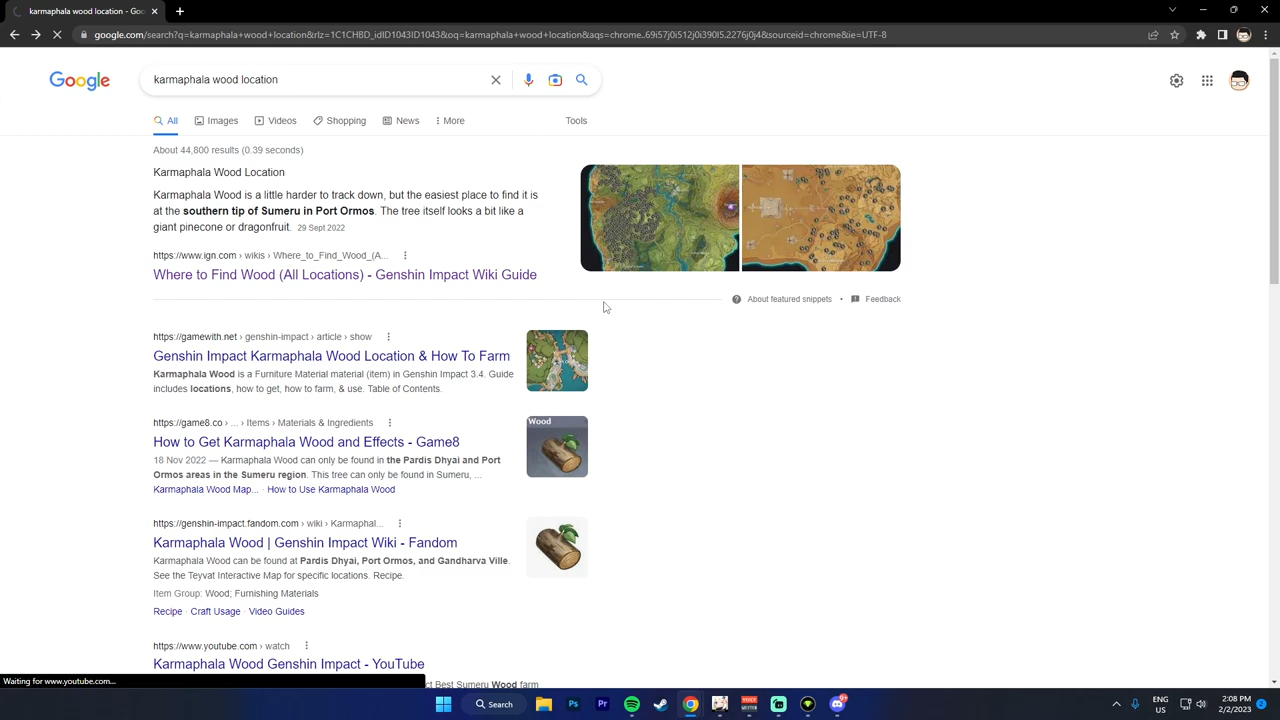 karmaphala wood location - Goo
google.com/search?q=karmaphala+wood+location&rlz=1C1CHBD_idID1043ID1043&oq=karmaphala+wood+location&aqs=chrome..69i57j0i512j0i390l5.2276j0j4&sourceid=chrome&ie=UTF-8
Google
karmaphala wood location
All
Images
Videos
Shopping
News
More
Tools
About 44,800 results (0.39 seconds)
Karmaphala Wood Location
Karmaphala Wood is a little harder to track down, but the easiest place to find it is
at the southern tip of Sumeru in Port Ormos. The tree itself looks a bit like a
giant pinecone or dragonfruit. 29 Sept 2022
https://www.ign.com › wikis › Where_to_Find_Wood_(A...
Where to Find Wood (All Locations) - Genshin Impact Wiki Guide
About featured snippets • Feedback
https://gamewith.net › genshin-impact › article › show
Genshin Impact Karmaphala Wood Location & How To Farm
Karmaphala Wood is a Furniture Material material (item) in Genshin Impact 3.4. Guide
includes locations, how to get, how to farm, & use. Table of Contents.
https://game8.co › ... › Items › Materials & Ingredients
How to Get Karmaphala Wood and Effects - Game8
18 Nov 2022 — Karmaphala Wood can only be found in the Pardis Dhyai and Port
Ormos areas in the Sumeru region. This tree can only be found in Sumeru, ...
Karmaphala Wood Map... · How to Use Karmaphala Wood
Wood
https://genshin-impact.fandom.com › wiki › Karmaphal...
Karmaphala Wood | Genshin Impact Wiki - Fandom
Karmaphala Wood can be found at Pardis Dhyai, Port Ormos, and Gandharva Ville.
See the Teyvat Interactive Map for specific locations. Recipe.
Item Group: Wood; Furnishing Materials
Recipe · Craft Usage · Video Guides
https://www.youtube.com › watch
Karmaphala Wood Genshin Impact - YouTube
ct Best Sumeru Wood farm
Waiting for www.youtube.com...
Search
Ps
Pr
9+
ENG
US
2:08 PM
2/2/2023
2